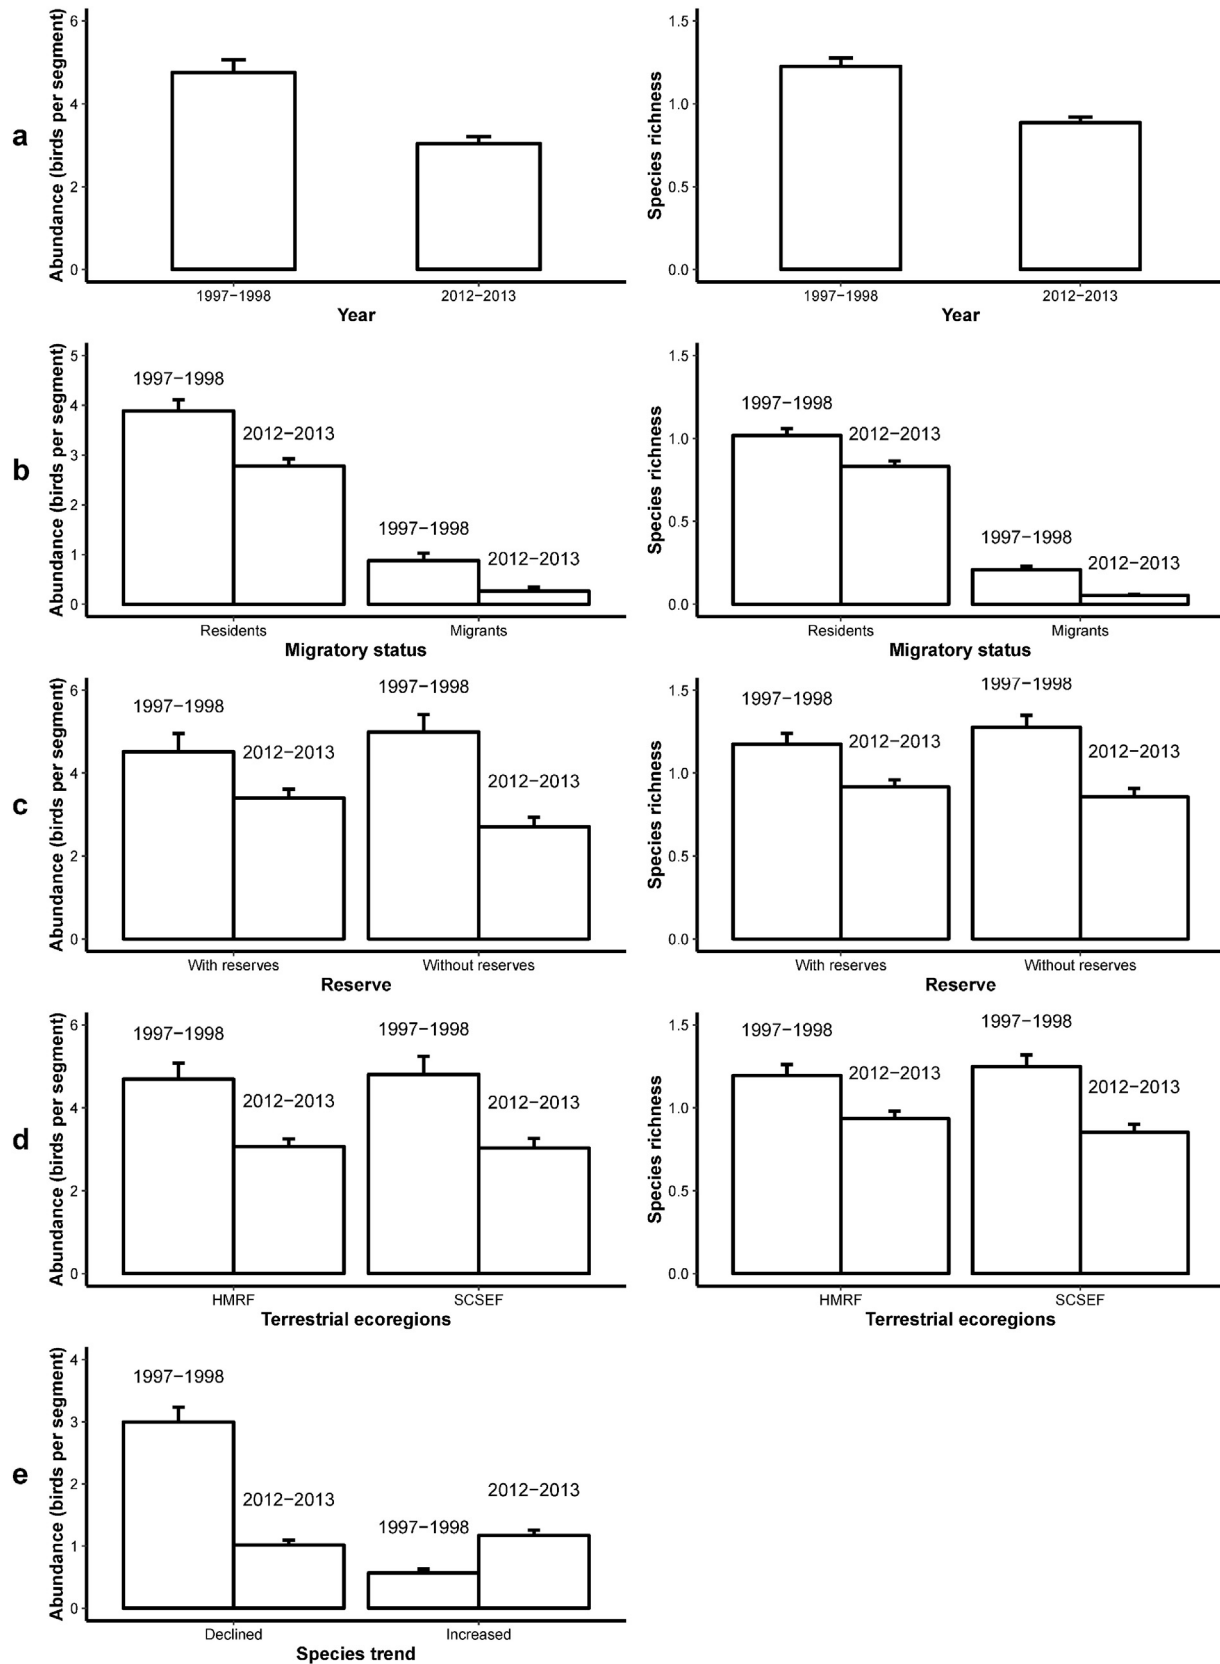 a
Abundance (birds per segment)
6
4
2
0
1997−1998
2012−2013
Year
Species richness
1.5
1.0
0.5
0.0
1997−1998
2012−2013
Year
b
Abundance (birds per segment)
5
4
3
2
1
0
1997−1998
2012−2013
1997−1998
2012−2013
Residents
Migrants
Migratory status
Species richness
1.5
1.0
0.5
0.0
1997−1998
2012−2013
1997−1998
2012−2013
Residents
Migrants
Migratory status
c
Abundance (birds per segment)
6
4
2
0
1997−1998
2012−2013
1997−1998
2012−2013
With reserves
Without reserves
Reserve
Species richness
1.5
1.0
0.5
0.0
1997−1998
2012−2013
1997−1998
2012−2013
With reserves
Without reserves
Reserve
d
Abundance (birds per segment)
6
4
2
0
1997−1998
2012−2013
1997−1998
2012−2013
HMRF
SCSEF
Terrestrial ecoregions
Species richness
1.5
1.0
0.5
0.0
1997−1998
2012−2013
1997−1998
2012−2013
HMRF
SCSEF
Terrestrial ecoregions
e
Abundance (birds per segment)
4
3
2
1
0
1997−1998
2012−2013
1997−1998
2012−2013
Declined
Increased
Species trend